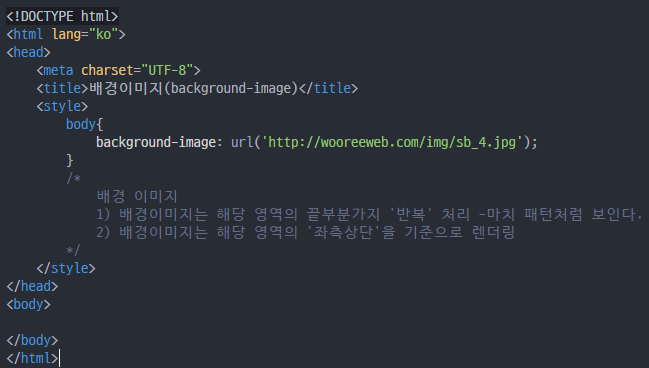 <!DOCTYPE html>
<html lang="ko">
<head>
    <meta charset="UTF-8">
    <title>배경이미지(background-image)</title>
    <style>
        body{
            background-image: url('http://wooreeweb.com/img/sb_4.jpg');
        }
        /*
            배경 이미지
            1) 배경이미지는 해당 영역의 끝부분가지 '반복' 처리 -마치 패턴처럼 보인다.
            2) 배경이미지는 해당 영역의 '좌측상단'을 기준으로 렌더링
        */
    </style>
</head>
<body>

</body>
</html>